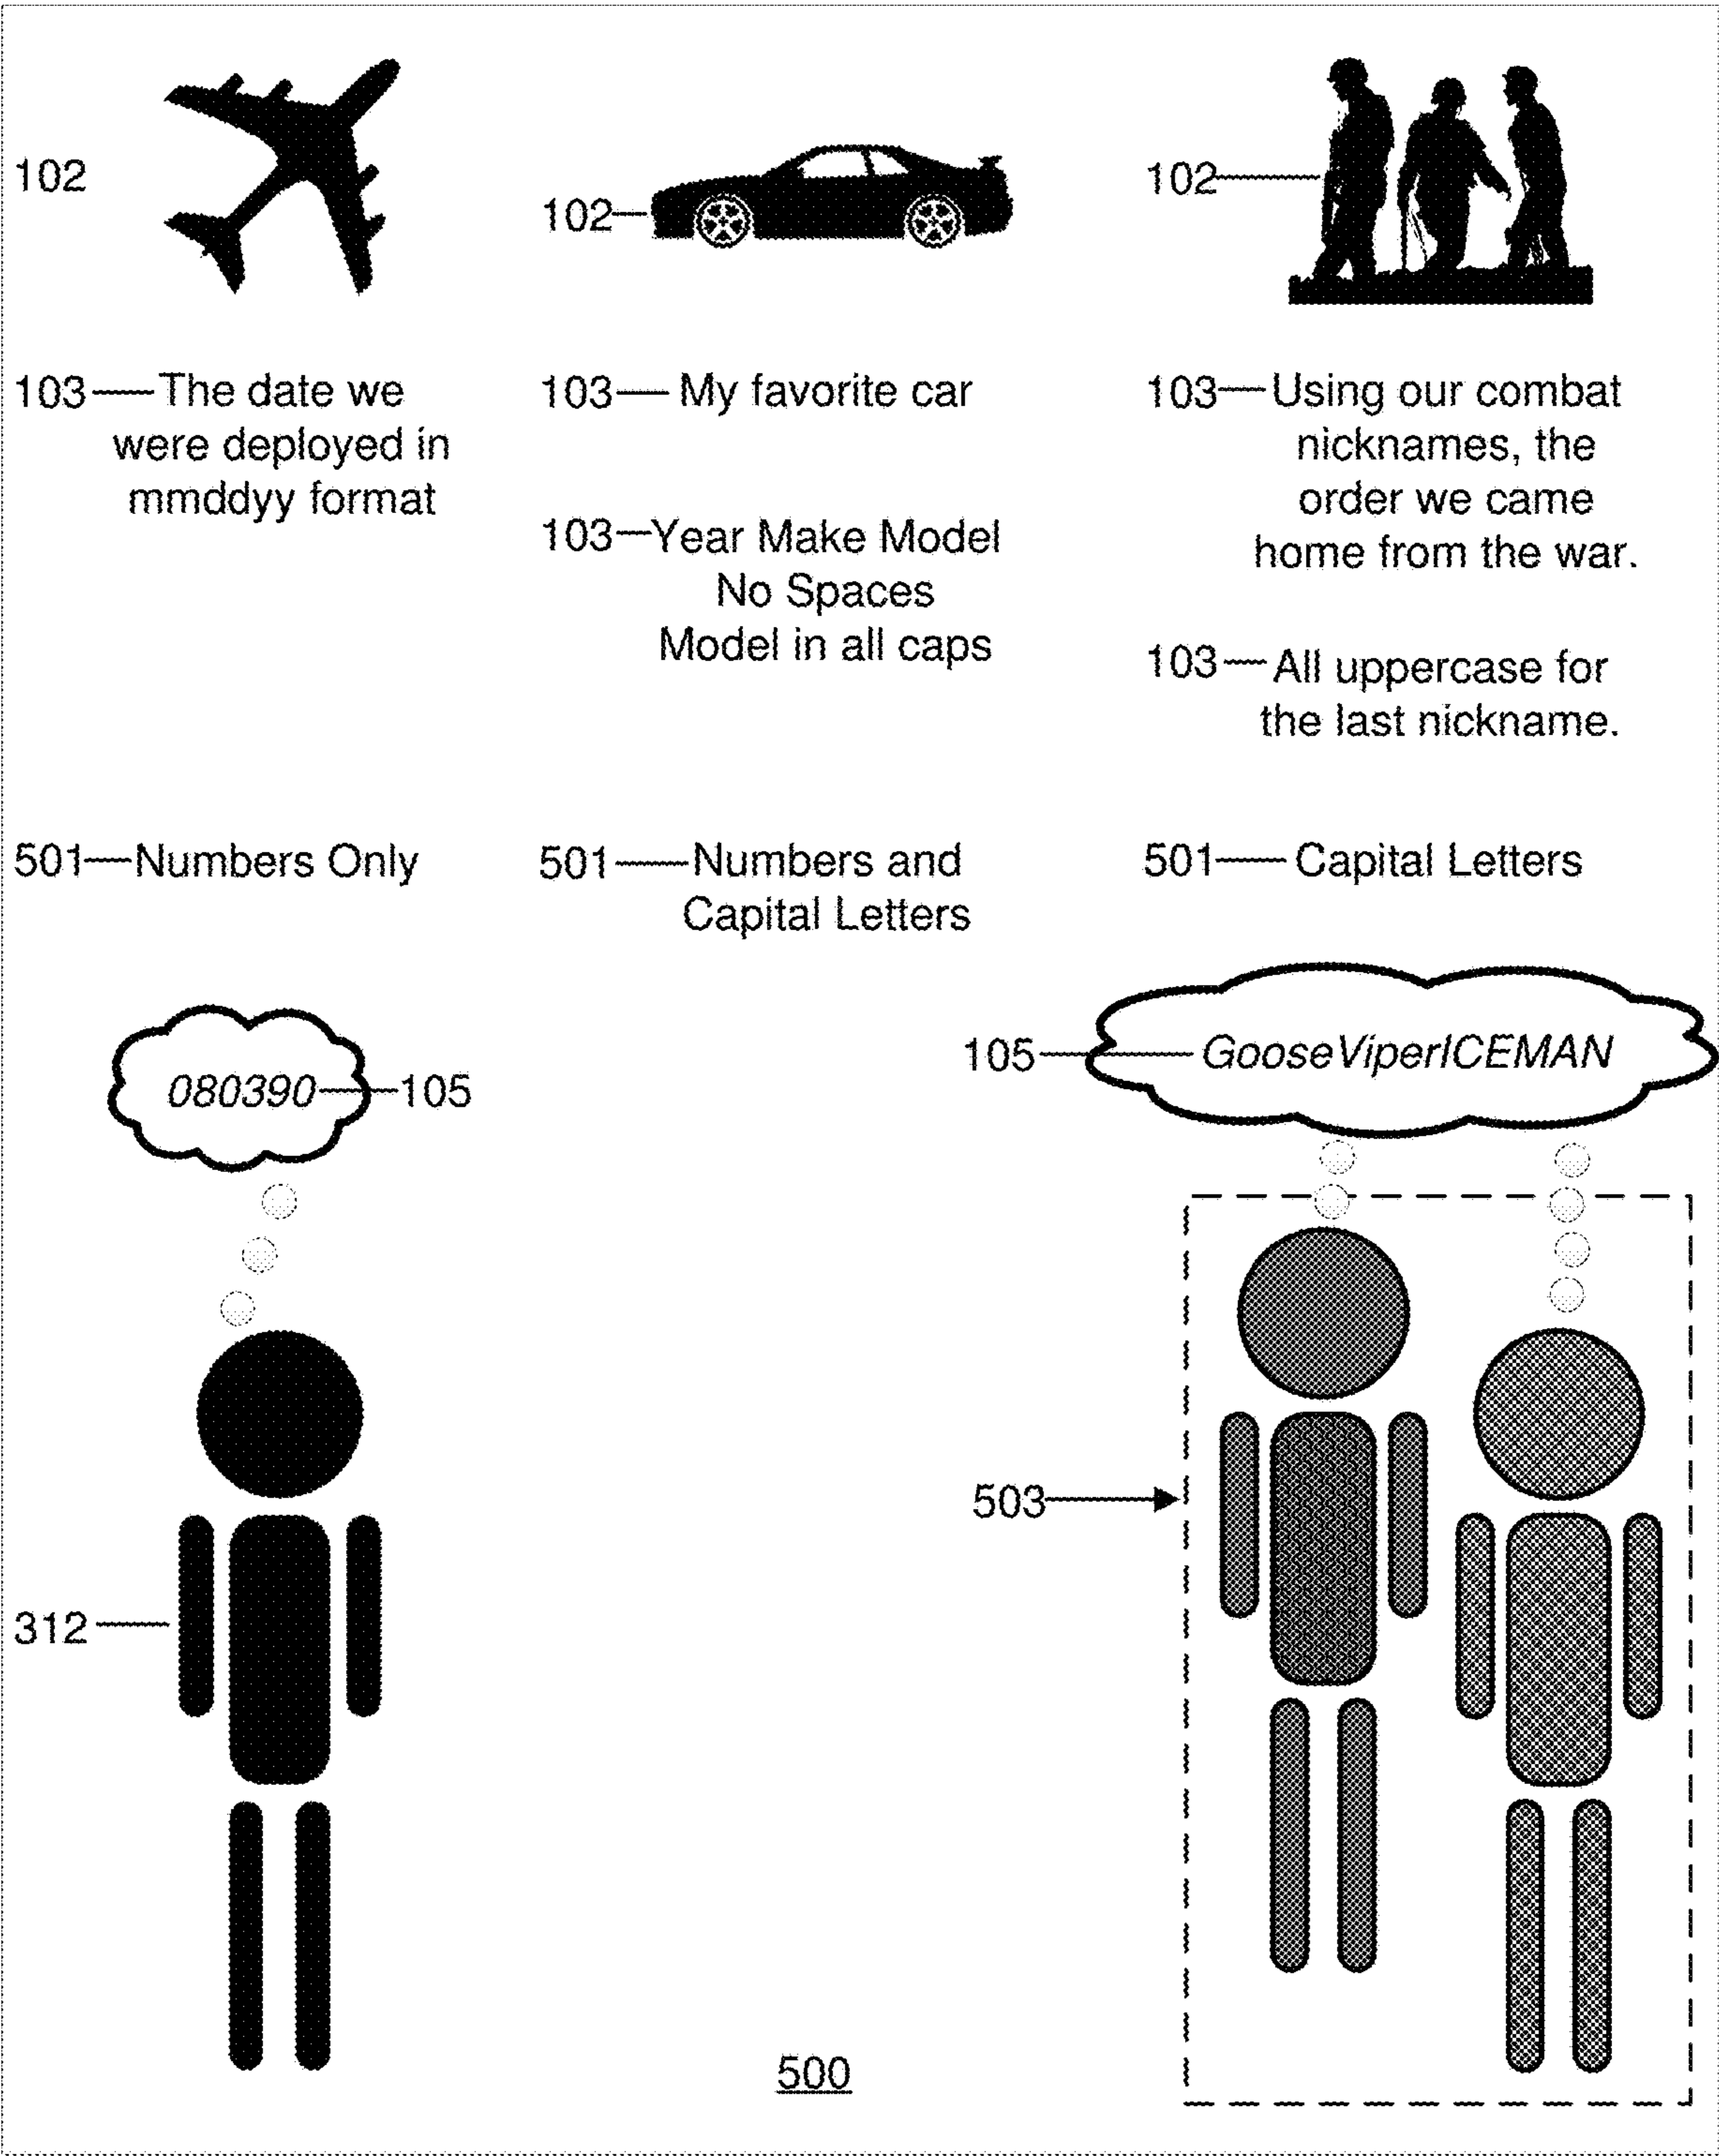 102
102
102
103 The date we
were deployed in
mmddyy format
103 My favorite car
103 Year Make Model
No Spaces
Model in all caps
103 Using our combat
nicknames, the
order we came
home from the war.
103 All uppercase for
the last nickname.
501 Numbers Only
501 Numbers and
Capital Letters
501 Capital Letters
080390 105
105 GooseViperICEMAN
503
312
500